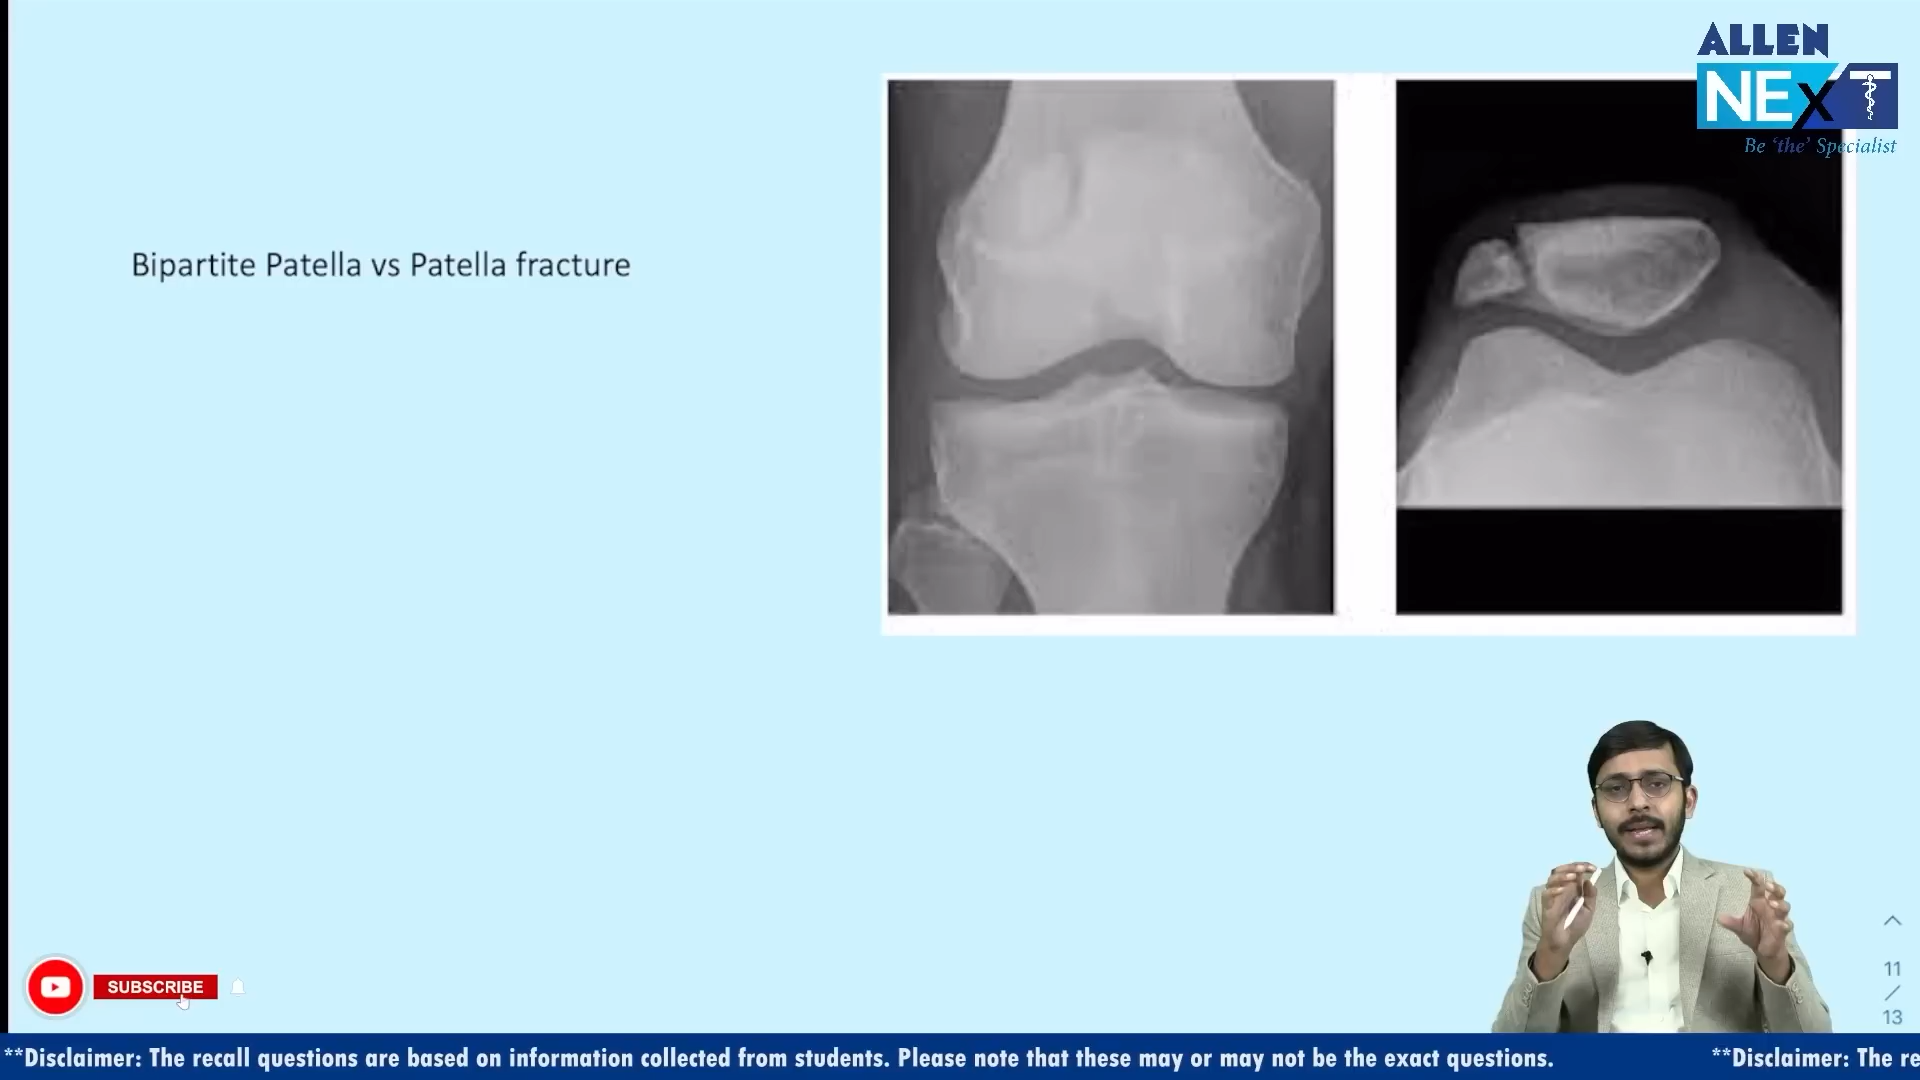 ALLEN
NExT
Be 'the' Specialist
Bipartite Patella vs Patella fracture
SUBSCRIBE
11
/
13
**Disclaimer: The recall questions are based on information collected from students. Please note that these may or may not be the exact questions.
**Disclaimer: The re